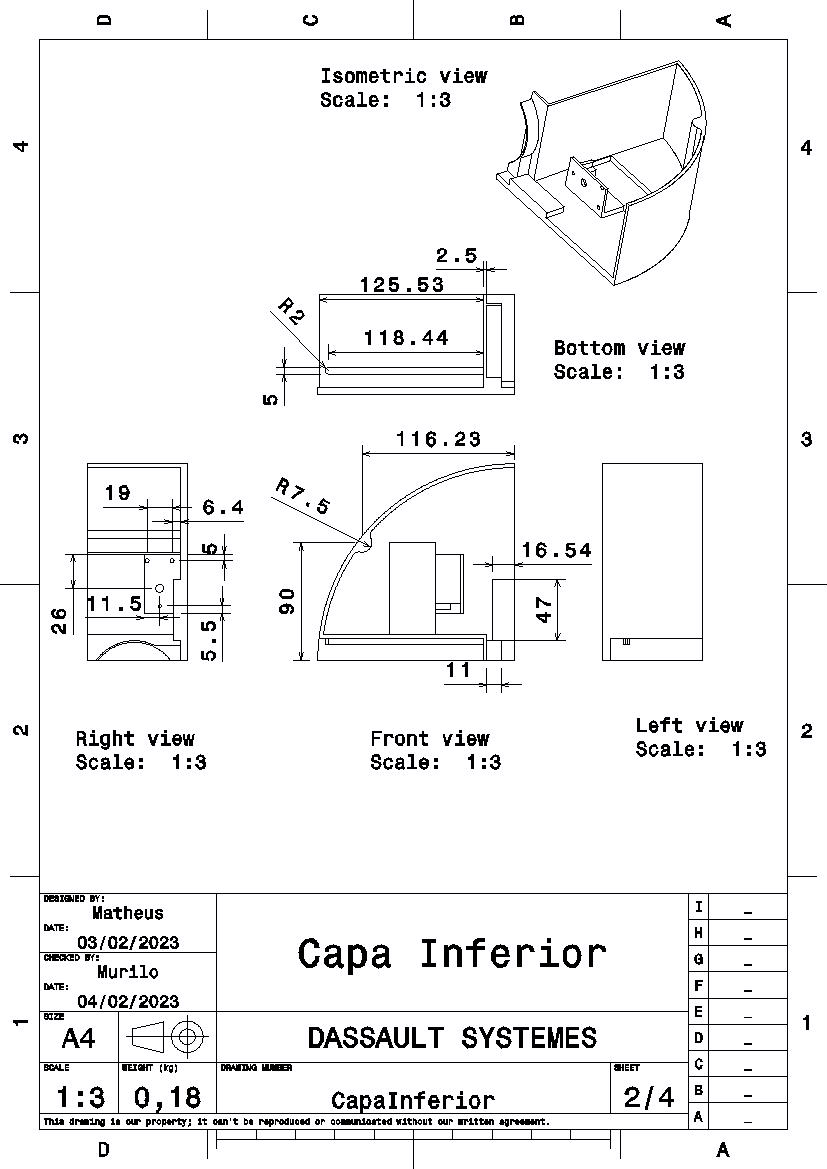 D C B A
Isometric view
Scale: 1:3
4 4
2.5
125.53
R2
118.44
Bottom view
Scale: 1:3
5
3 3
116.23
R7.5
19
6.4
5
16.54
26
11.5
5.5
90
47
11
2 2
Right view
Scale: 1:3
Front view
Scale: 1:3
Left view
Scale: 1:3
DESIGNED BY:
Matheus
DATE:
03/02/2023
CHECKED BY:
Murilo
DATE:
04/02/2023
Capa Inferior
I _
H _
G _
F _
E _
D _
C _
B _
A _
1 1
SIZE
A4
DASSAULT SYSTEMES
SCALE
1:3
WEIGHT (kg)
0,18
DRAWING NUMBER
CapaInferior
SHEET
2/4
This drawing is our property; it can't be reproduced or communicated without our written agreement.
D A